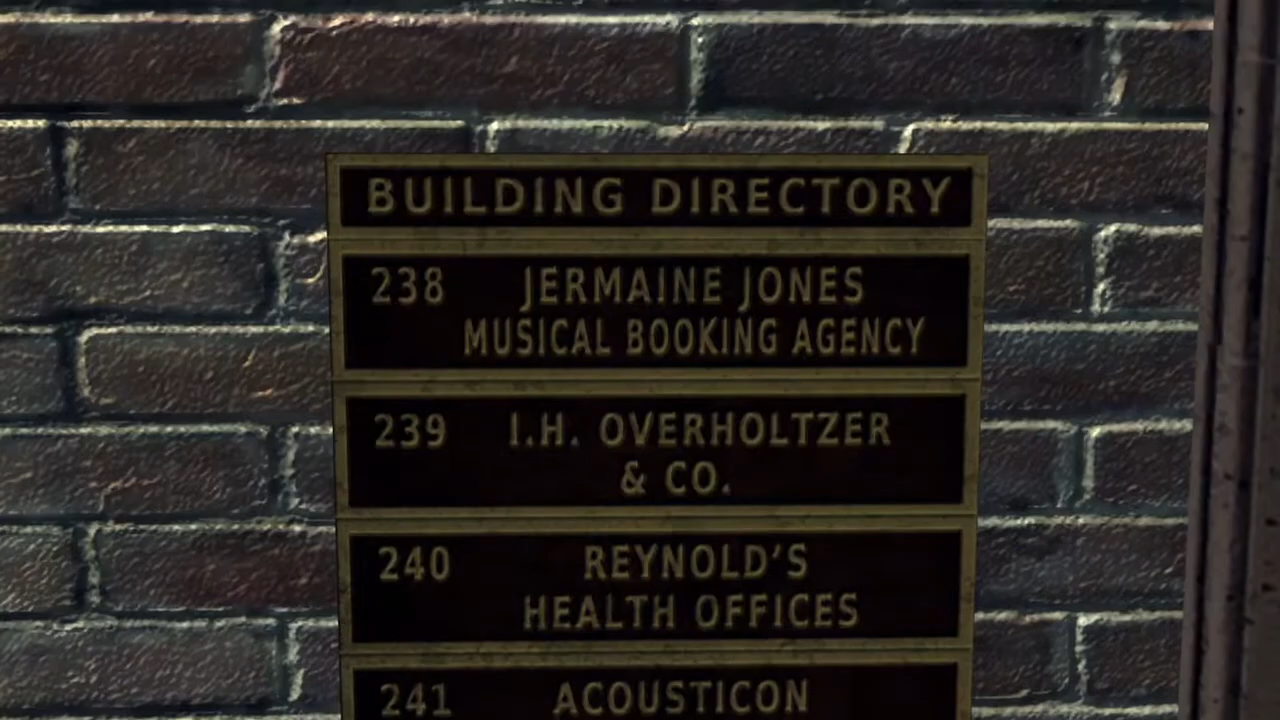 BUILDING DIRECTORY
238 JERMAINE JONES
MUSICAL BOOKING AGENCY
239 I.H. OVERHOLTZER
& CO.
240 REYNOLD'S
HEALTH OFFICES
241 ACOUSTICON